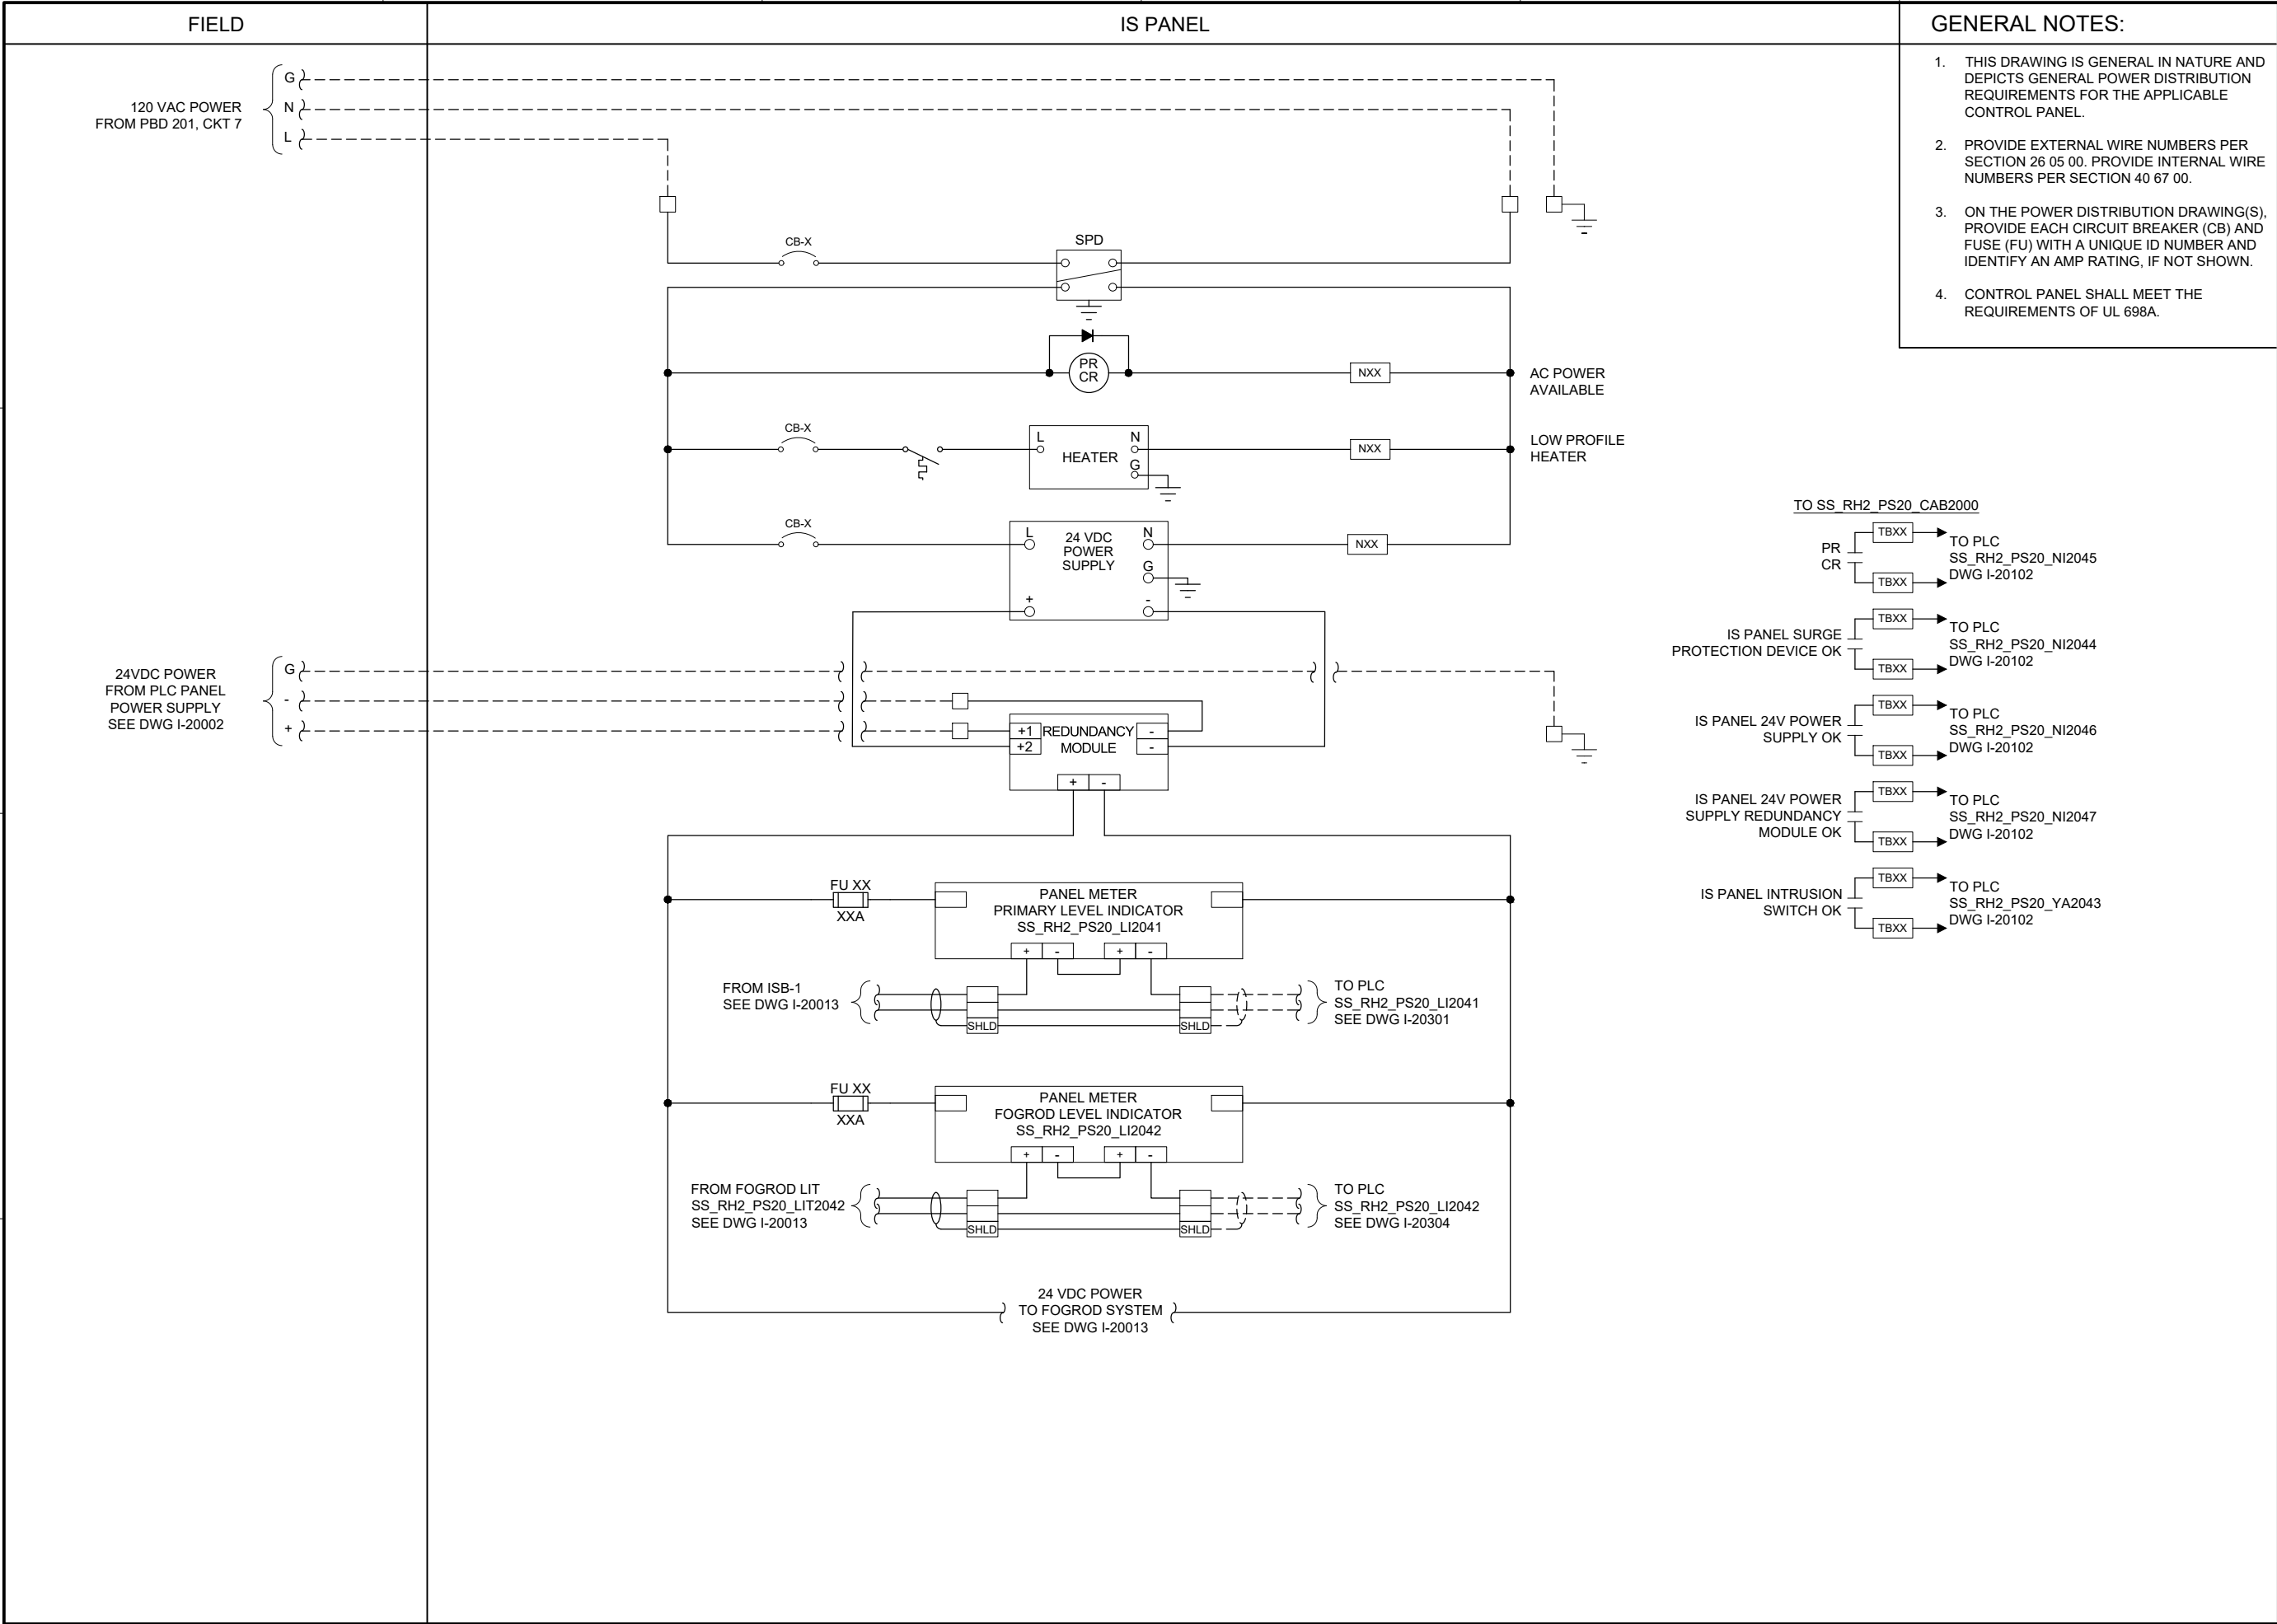 FIELD
IS PANEL
GENERAL NOTES:
1. THIS DRAWING IS GENERAL IN NATURE AND
DEPICTS GENERAL POWER DISTRIBUTION
REQUIREMENTS FOR THE APPLICABLE
CONTROL PANEL.
2. PROVIDE EXTERNAL WIRE NUMBERS PER
SECTION 26 05 00. PROVIDE INTERNAL WIRE
NUMBERS PER SECTION 40 67 00.
3. ON THE POWER DISTRIBUTION DRAWING(S),
PROVIDE EACH CIRCUIT BREAKER (CB) AND
FUSE (FU) WITH A UNIQUE ID NUMBER AND
IDENTIFY AN AMP RATING, IF NOT SHOWN.
4. CONTROL PANEL SHALL MEET THE
REQUIREMENTS OF UL 698A.
120 VAC POWER
FROM PBD 201, CKT 7
G
N
L
CB-X
SPD
PR
CR
NXX
AC POWER
AVAILABLE
CB-X
L
HEATER
N
G
NXX
LOW PROFILE
HEATER
CB-X
L
24 VDC
POWER
SUPPLY
N
G
+
-
NXX
24VDC POWER
FROM PLC PANEL
POWER SUPPLY
SEE DWG I-20002
G
-
+
+1
+2
REDUNDANCY
MODULE
-
-
+
-
FU XX
XXA
PANEL METER
PRIMARY LEVEL INDICATOR
SS_RH2_PS20_LI2041
+
-
+
-
FROM ISB-1
SEE DWG I-20013
SHLD
SHLD
TO PLC
SS_RH2_PS20_LI2041
SEE DWG I-20301
FU XX
XXA
PANEL METER
FOGROD LEVEL INDICATOR
SS_RH2_PS20_LI2042
+
-
+
-
FROM FOGROD LIT
SS_RH2_PS20_LIT2042
SEE DWG I-20013
SHLD
SHLD
TO PLC
SS_RH2_PS20_LI2042
SEE DWG I-20304
24 VDC POWER
TO FOGROD SYSTEM
SEE DWG I-20013
TO SS_RH2_PS20_CAB2000
PR
CR
TBXX
TBXX
TO PLC
SS_RH2_PS20_NI2045
DWG I-20102
IS PANEL SURGE
PROTECTION DEVICE OK
TBXX
TBXX
TO PLC
SS_RH2_PS20_NI2044
DWG I-20102
IS PANEL 24V POWER
SUPPLY OK
TBXX
TBXX
TO PLC
SS_RH2_PS20_NI2046
DWG I-20102
IS PANEL 24V POWER
SUPPLY REDUNDANCY
MODULE OK
TBXX
TBXX
TO PLC
SS_RH2_PS20_NI2047
DWG I-20102
IS PANEL INTRUSION
SWITCH OK
TBXX
TBXX
TO PLC
SS_RH2_PS20_YA2043
DWG I-20102